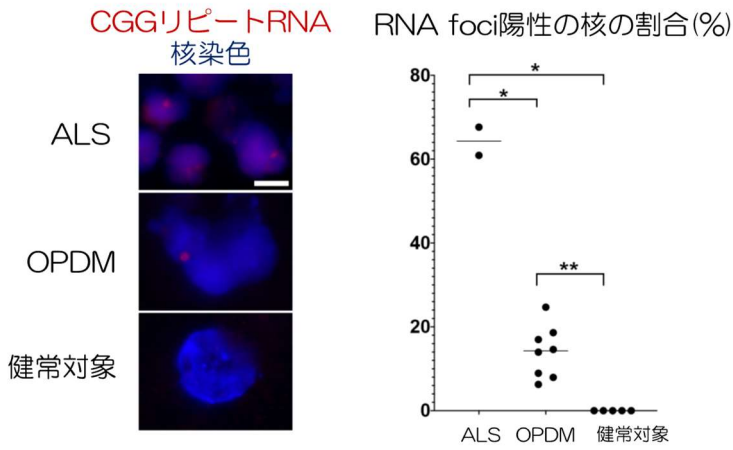 CGGリピートRNA
核染色
ALS
OPDM
健常対象
RNA foci陽性の核の割合(%)
80
60
40
20
0
*
*
**
ALS OPDM 健常対象